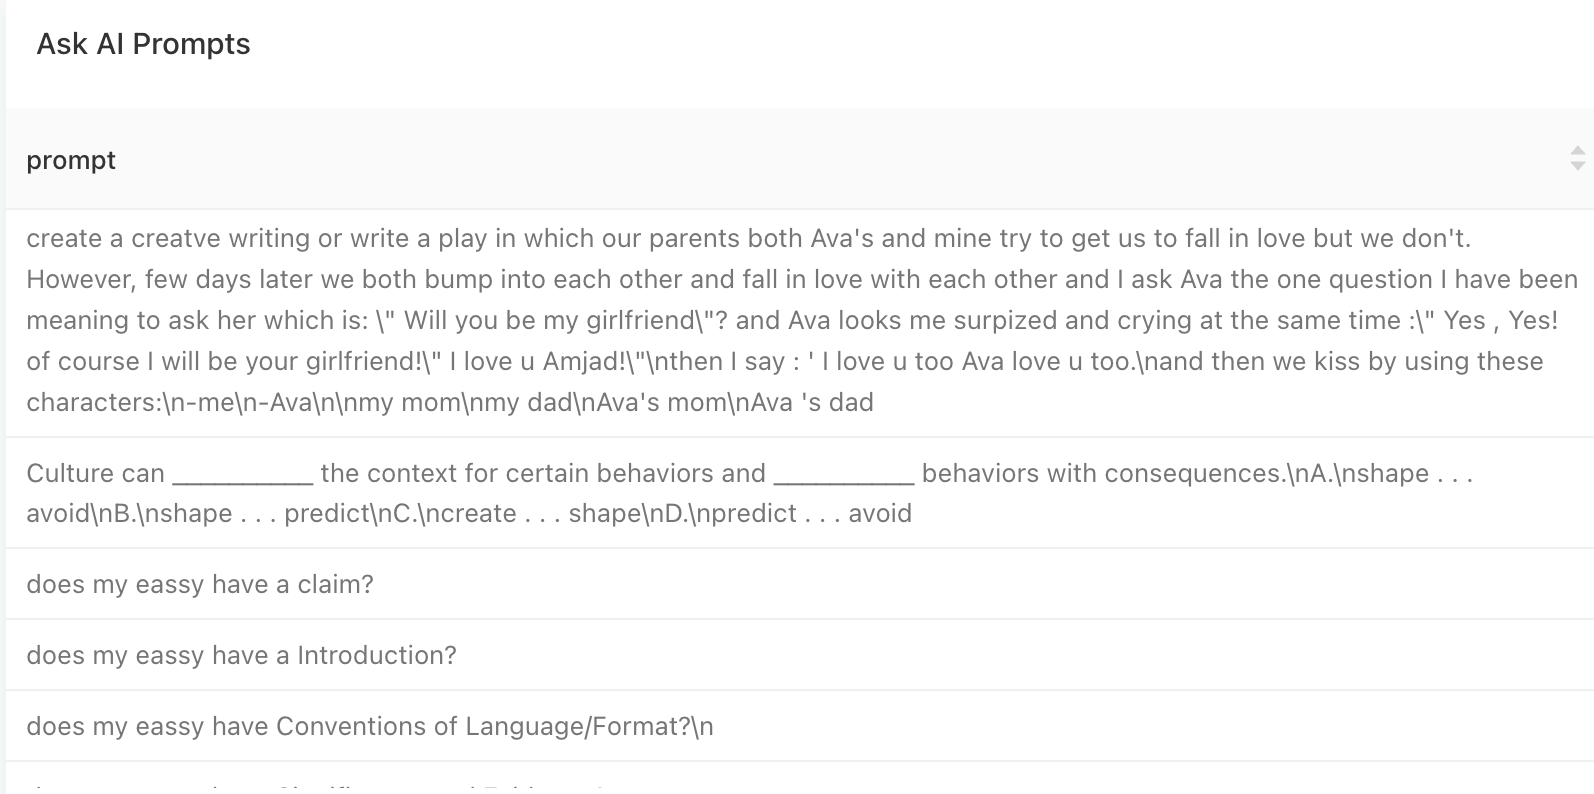 Ask AI Prompts
prompt
create a creatve writing or write a play in which our parents both Ava's and mine try to get us to fall in love but we don't.
However, few days later we both bump into each other and fall in love with each other and I ask Ava the one question I have been
meaning to ask her which is: \" Will you be my girlfriend\"? and Ava looks me surpized and crying at the same time :\" Yes , Yes!
of course I will be your girlfriend!\" I love u Amjad!\"\nthen I say : ' I love u too Ava love u too.\nand then we kiss by using these
characters:\n-me\n-Ava\n\nmy mom\nmy dad\nAva's mom\nAva 's dad
Culture can __________ the context for certain behaviors and __________ behaviors with consequences.\nA.\nshape . . .
avoid\nB.\nshape . . . predict\nC.\ncreate . . . shape\nD.\npredict . . . avoid
does my eassy have a claim?
does my eassy have a Introduction?
does my eassy have Conventions of Language/Format?\n